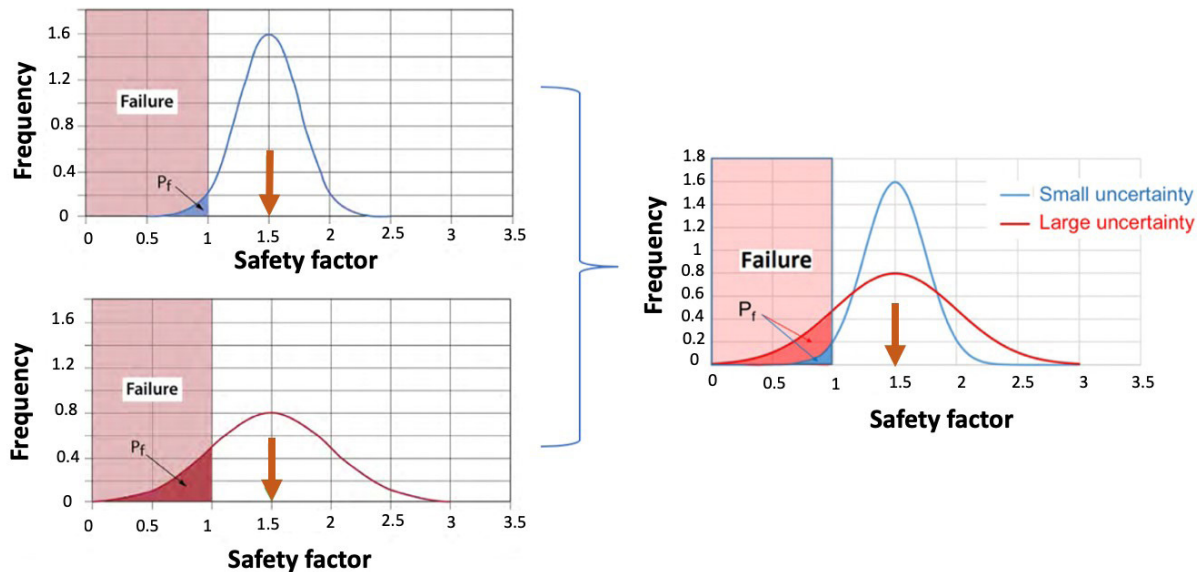 1.6
1.2
0.8
0.4
0
Frequency
Failure
Pf
0 0.5 1 1.5 2 2.5 3 3.5
Safety factor
1.6
1.2
0.8
0.4
0
Frequency
Failure
Pf
0 0.5 1 1.5 2 2.5 3 3.5
Safety factor
1.8
1.6
1.4
1.2
1
0.8
0.6
0.4
0.2
0
Frequency
Failure
Pf
Small uncertainty
Large uncertainty
0 0.5 1 1.5 2 2.5 3 3.5
Safety factor